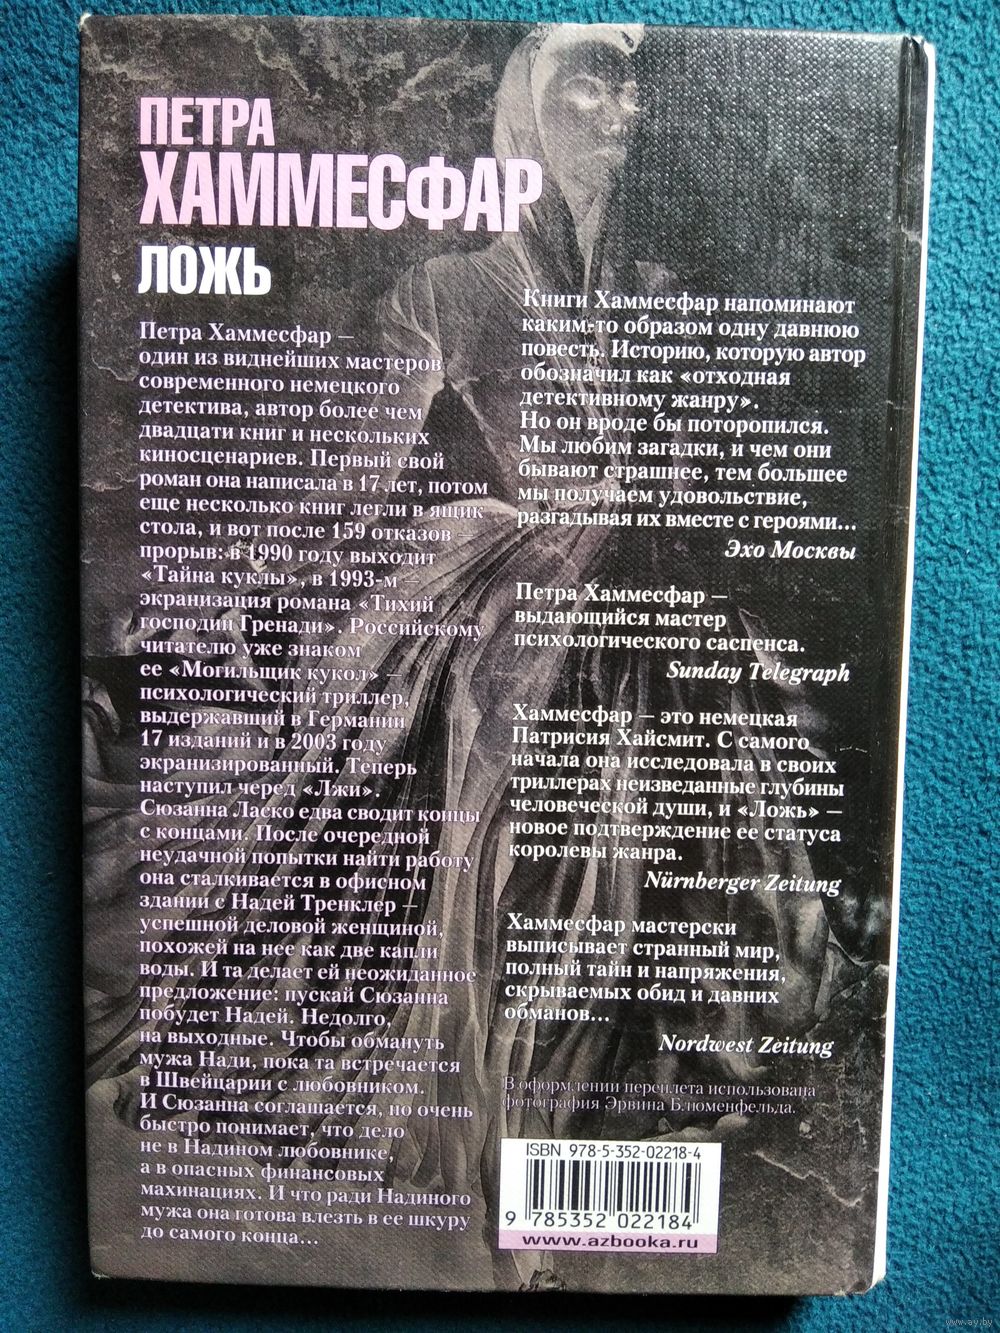 ПЕТРА
ХАММЕСФАР
ЛОЖЬ
Петра Хаммесфар —
один из виднейших мастеров
современного немецкого
детектива, автор более чем
двадцати книг и нескольких
киносценариев. Первый свой
роман она написала в 17 лет, потом
еще несколько книг легли в ящик
стола, и вот после 159 отказов —
прорыв: в 1990 году выходит
«Тайна куклы», в 1993-м —
экранизация романа «Тихий
господин Гренади». Российскому
читателю уже знаком
ее «Могильщик кукол» —
психологический триллер,
выдержавший в Германии
17 изданий и в 2003 году
экранизированный. Теперь
наступил черед «Лжи».
Сюзанна Ласко едва сводит концы
с концами. После очередной
неудачной попытки найти работу
она сталкивается в офисном
здании с Надей Тренклер —
успешной деловой женщиной,
похожей на нее как две капли
воды. И та делает ей неожиданное
предложение: пускай Сюзанна
побудет Надей. Недолго,
на выходные. Чтобы обмануть
мужа Нади, пока та встречается
в Швейцарии с любовником.
И Сюзанна соглашается, но очень
быстро понимает, что дело
не в Надином любовнике,
а в опасных финансовых
махинациях. И что ради Надиного
мужа она готова влезть в ее шкуру
до самого конца...
Книги Хаммесфар напоминают
каким-то образом одну давнюю
повесть. Историю, которую автор
обозначил как «отходная
детективному жанру».
Но он вроде бы поторопился.
Мы любим загадки, и чем они
бывают страшнее, тем большее
мы получаем удовольствие,
разгадывая их вместе с героями...
Эхо Москвы
Петра Хаммесфар —
выдающийся мастер
психологического саспенса.
Sunday Telegraph
Хаммесфар — это немецкая
Патрисия Хайсмит. С самого
начала она исследовала в своих
триллерах неизведанные глубины
человеческой души, и «Ложь» —
новое подтверждение ее статуса
королевы жанра.
Nürnberger Zeitung
Хаммесфар мастерски
выписывает странный мир,
полный тайн и напряжения,
скрываемых обид и давних
обманов...
Nordwest Zeitung
В оформлении переплета использована
фотография Эрвина Блюменфельда.
ISBN 978-5-352-02218-4
9 785352 022184
www.azbooka.ru
www.ay.by